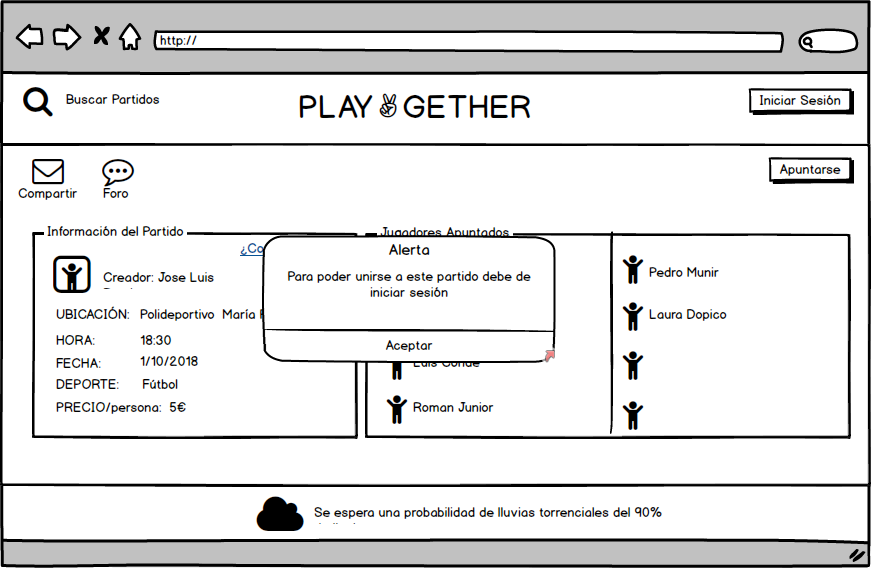 http://
Buscar Partidos
PLAY GETHER
Iniciar Sesión
Compartir
Foro
Apuntarse
Información del Partido
¿Co
Creador: Jose Luis
UBICACIÓN: Polideportivo María
HORA: 18:30
FECHA: 1/10/2018
DEPORTE: Fútbol
PRECIO/persona: 5€
Jugadores Apuntados
Alerta
Para poder unirse a este partido debe de
iniciar sesión
Aceptar
Luis Conde
Roman Junior
Pedro Munir
Laura Dopico
Se espera una probabilidad de lluvias torrenciales del 90%